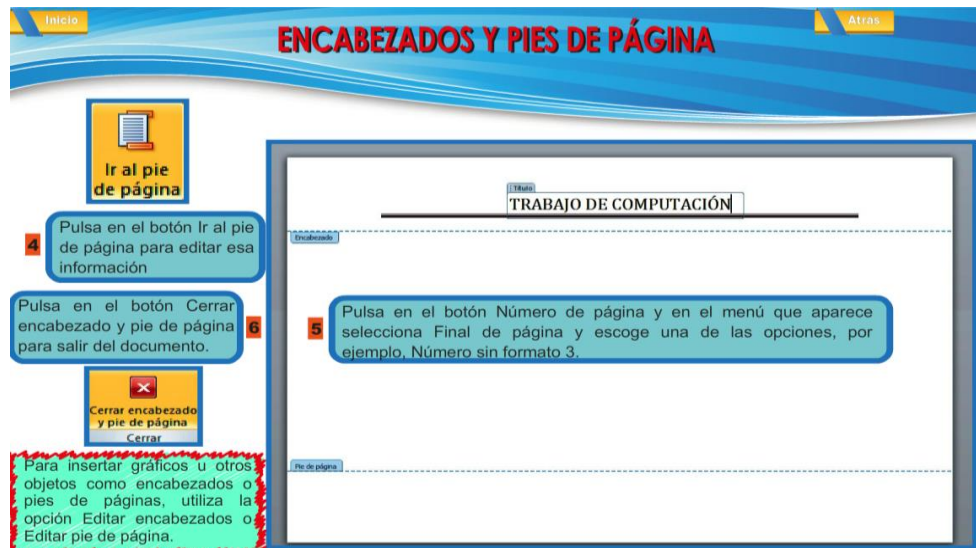 Inicio
Atras
ENCABEZADOS Y PIES DE PÁGINA
Ir al pie
de página
4
Pulsa en el botón Ir al pie
de página para editar esa
información
Título
TRABAJO DE COMPUTACIÓN
Encabezado
5
Pulsa en el botón Número de página y en el menú que aparece
selecciona Final de página y escoge una de las opciones, por
ejemplo, Número sin formato 3.
Pulsa en el botón Cerrar
encabezado y pie de página
para salir del documento.
6
Cerrar encabezado
y pie de página
Cerrar
Para insertar gráficos u otros
objetos como encabezados o
pies de páginas, utiliza la
opción Editar encabezados o
Editar pie de página.
Pie de página